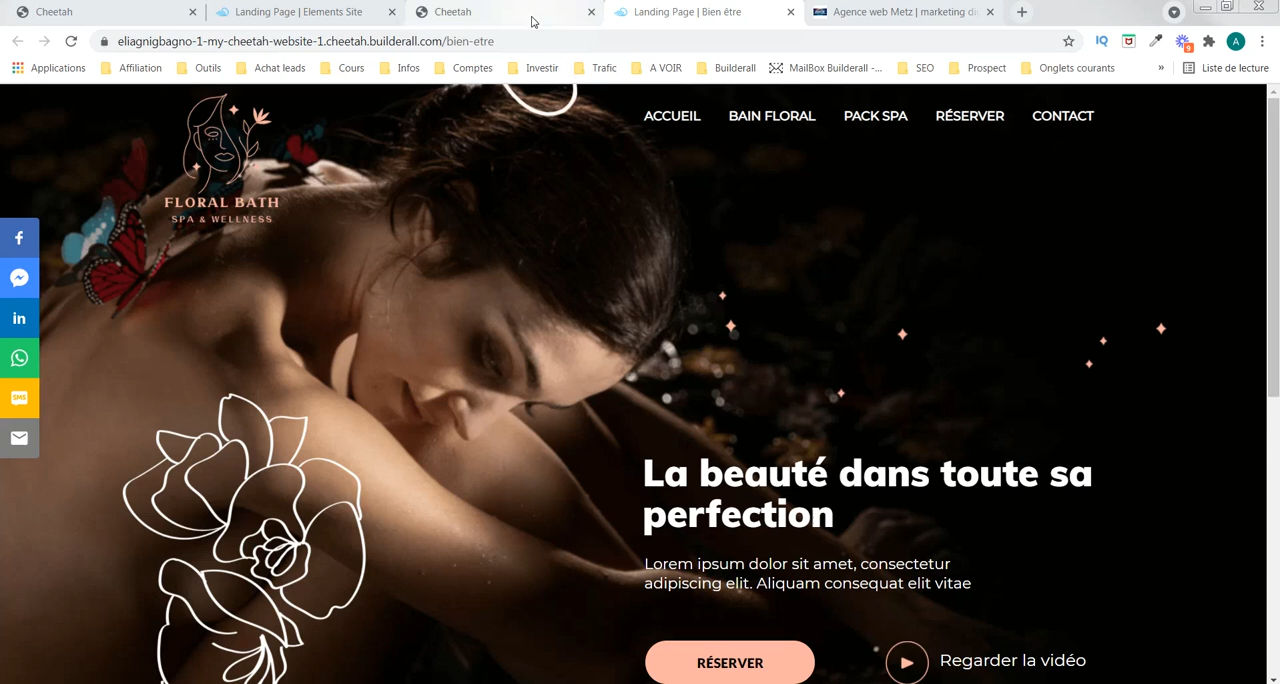 Cheetah
Landing Page | Elements Site
Cheetah
Landing Page | Bien être
Agence web Metz | marketing di
eliagnigbagno-1-my-cheetah-website-1.cheetah.builderall.com/bien-etre
IQ
9
A
Applications
Affiliation
Outils
Achat leads
Cours
Infos
Comptes
Investir
Trafic
A VOIR
Builderall
MailBox Builderall -...
SEO
Prospect
Onglets courants
»
Liste de lecture
FLORAL BATH
SPA & WELLNESS
ACCUEIL
BAIN FLORAL
PACK SPA
RÉSERVER
CONTACT
f
in
SMS
La beauté dans toute sa
perfection
Lorem ipsum dolor sit amet, consectetur
adipiscing elit. Aliquam consequat elit vitae
RÉSERVER
Regarder la vidéo